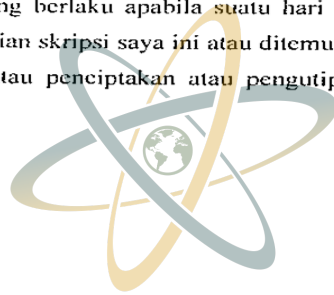 ng berlaku apabila suatu hari
ian skripsi saya ini atau ditemu
tau penciptakan atau pengutip